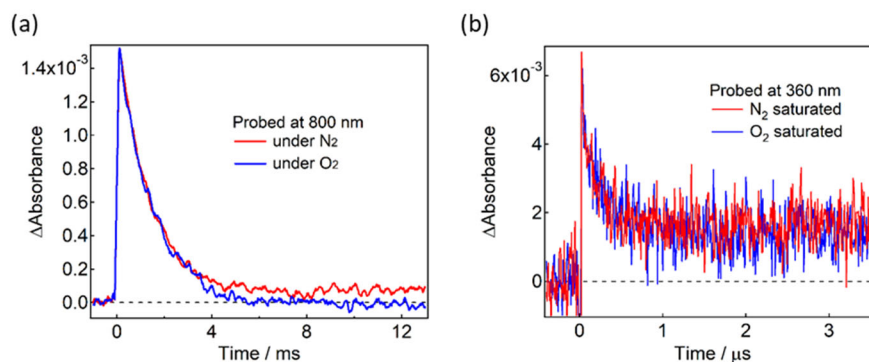 (a)
ΔAbsorbance
1.4x10⁻³
1.2
1.0
0.8
0.6
0.4
0.2
0.0
Probed at 800 nm
under N₂
under O₂
0
4
8
12
Time / ms
(b)
ΔAbsorbance
6x10⁻³
4
2
0
Probed at 360 nm
N₂ saturated
O₂ saturated
0
1
2
3
Time / μs